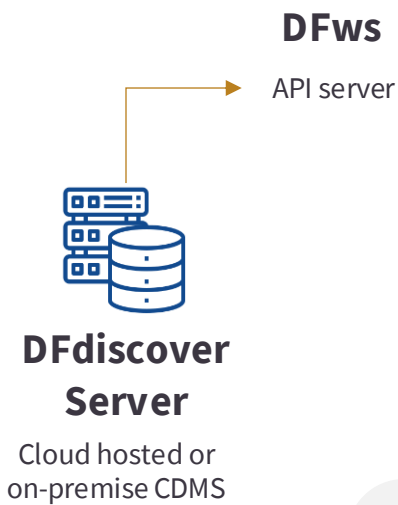 DFws
API server
DFdiscover
Server
Cloud hosted or
on-premise CDMS